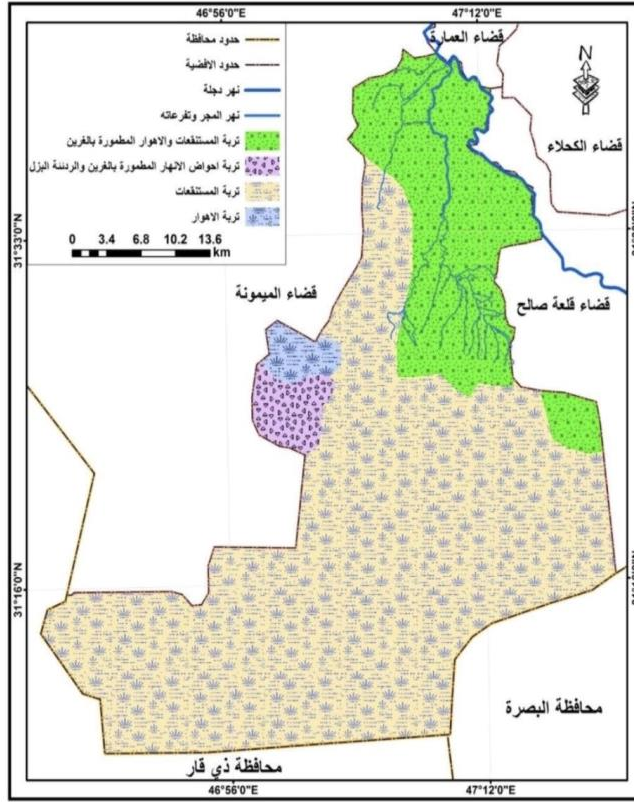 46°56'0"E
47°12'0"E
قضاء العمارة
حدود محافظة
حدود الاقضية
نهر دجلة
نهر المجر وتفرعاته
تربة المستنقعات والاهوار المطمورة بالغرين
تربة احواض الانهار المطمورة بالغرين والردئنة البزل
تربة المستنقعات
تربة الاهوار
0 3.4 6.8 10.2 13.6
km
N
قضاء الكحلاء
31°33'0"N
قضاء الميمونة
قضاء قلعة صالح
31°16'0"N
محافظة البصرة
محافظة ذي قار
46°56'0"E
47°12'0"E